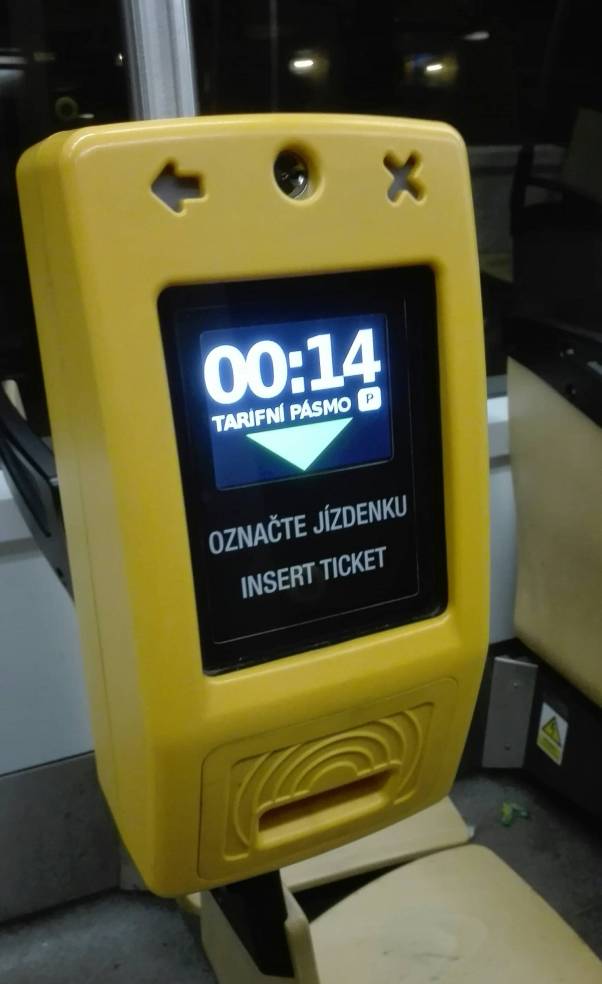 00:14
TARIFNÍ PÁSMO P
OZNAČTE JÍZDENKU
INSERT TICKET